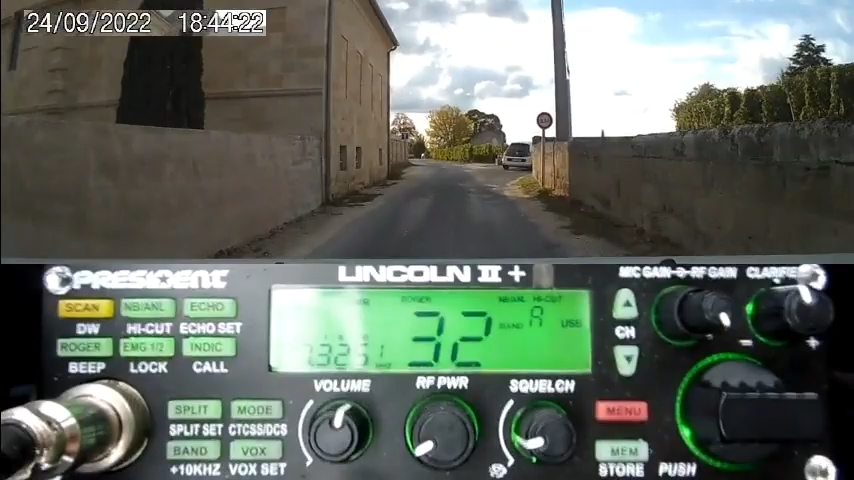 24/09/2022 18:44:22
PRESIDENT LINCOLN II + MIC GAIN RF GAIN CLARIFIER
SCAN NB/ANL ECHO
DW HI-CUT ECHO SET
ROGER EMG 1/2 INDIC
BEEP LOCK CALL
ROGER NB/ANL HI-CUT
32 BAND A USB
CH
VOLUME RF PWR SQUELCH
SPLIT MODE
SPLIT SET CTCSS/DCS
BAND VOX
+10KHZ VOX SET
MENU
MEM
STORE PUSH
- +